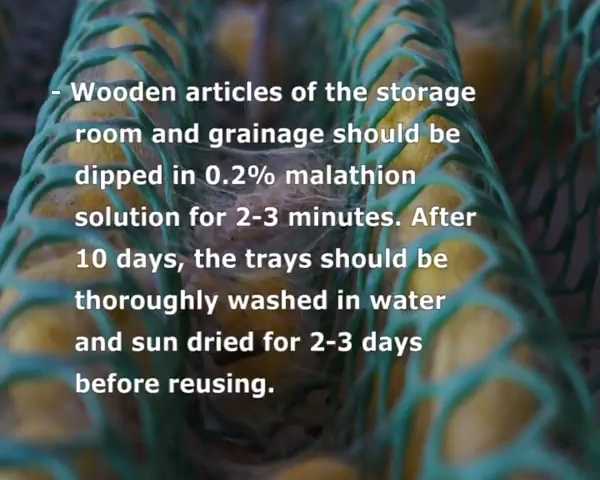 - Wooden articles of the storage
room and grainage should be
dipped in 0.2% malathion
solution for 2-3 minutes. After
10 days, the trays should be
thoroughly washed in water
and sun dried for 2-3 days
before reusing.